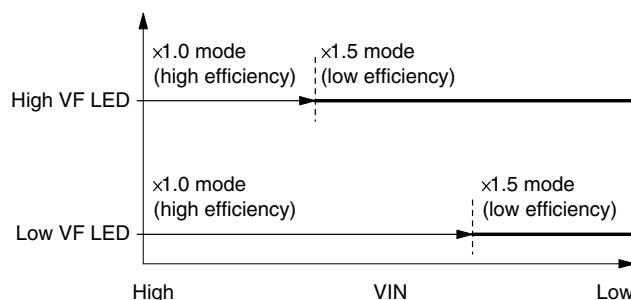 ×1.0 mode
(high efficiency)
×1.5 mode
(low efficiency)
High VF LED
×1.0 mode
(high efficiency)
×1.5 mode
(low efficiency)
Low VF LED
High
VIN
Low